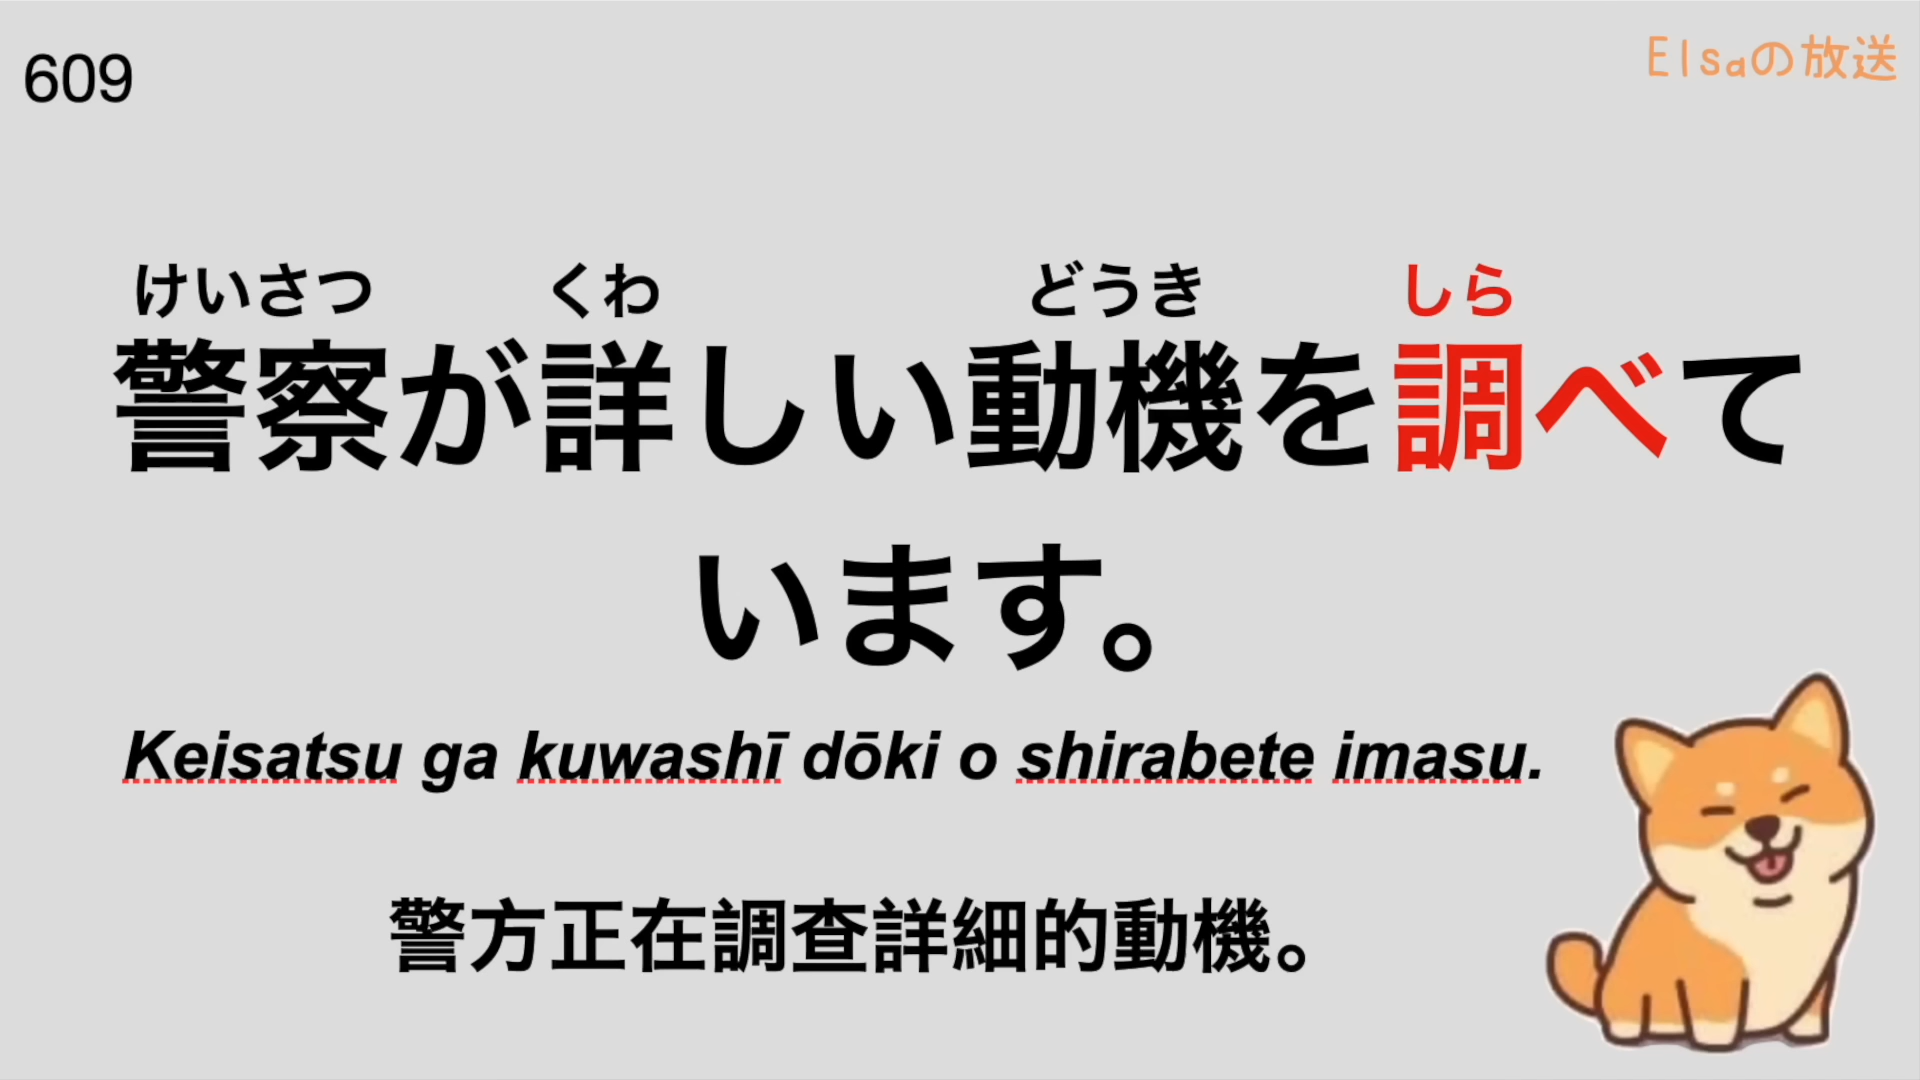 609
Elsaの放送
けいさつ くわ どうき しら
警察が詳しい動機を調べて
います。
Keisatsu ga kuwashī dōki o shirabete imasu.
警方正在調查詳細的動機。